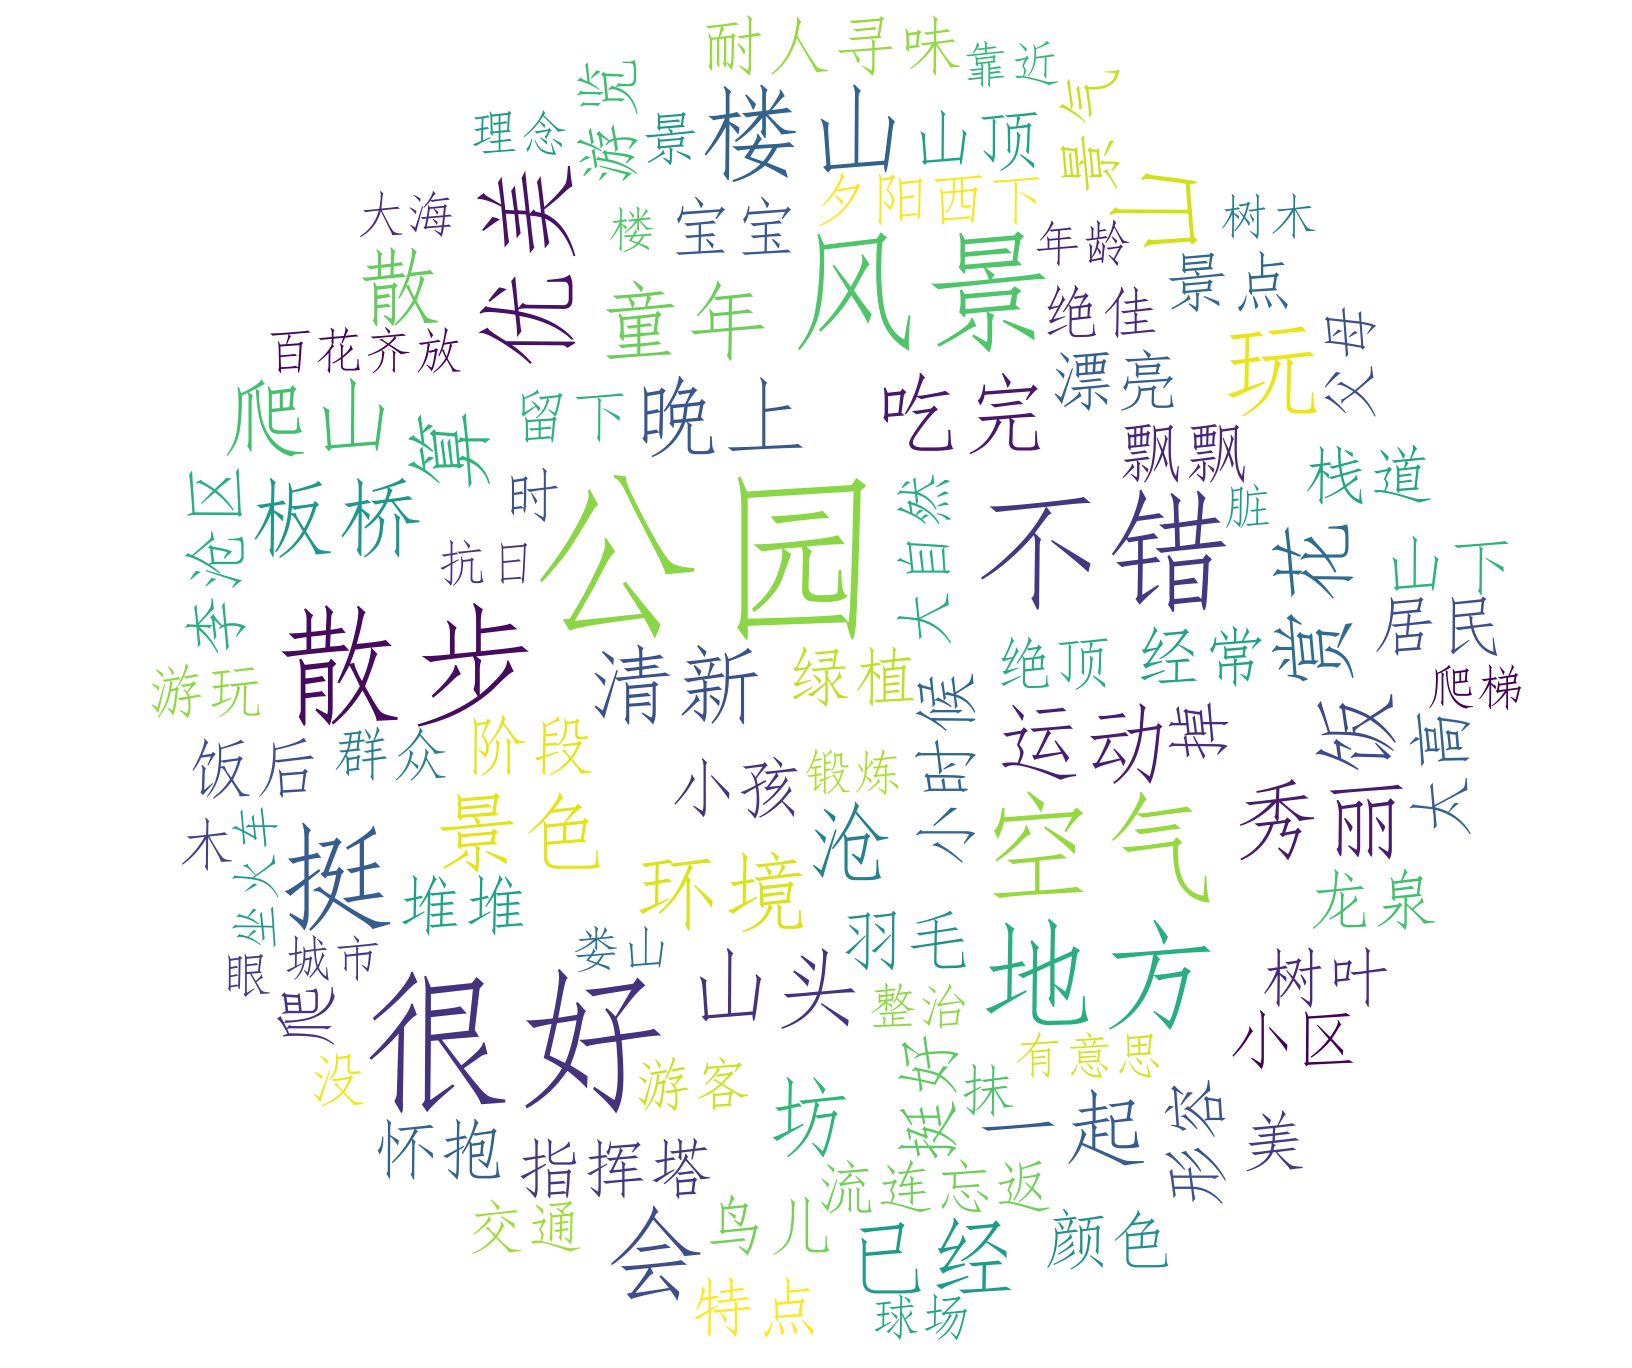 耐人寻味
靠近
游览
景气
理念
景
楼山
山顶
优美
大海
楼
宝宝
夕阳西下
山
树木
年龄
散
童年
风景
景点
绝佳
百花齐放
父母
爬山
算
留下
晚上
吃完
漂亮
玩
飘飘
李沧区
板桥
时
公园
大自然
不错
脏
栈道
抗日
赏花
山下
居民
散步
清新
绿植
绝顶
经常
爬梯
游玩
饭后
群众
阶段
小孩
锻炼
小时候
运动
掉
饭
太高
木
坐火车
景色
沧
空气
秀丽
挺
堆堆
环境
龙泉
眼
城市
爬
娄山
山头
羽毛
地方
树叶
没
很好
游客
整治
小区
挺好
有意思
坊
抹
一起
形容
美
怀抱
指挥塔
流连忘返
交通
会
鸟儿
已经
颜色
特点
球场